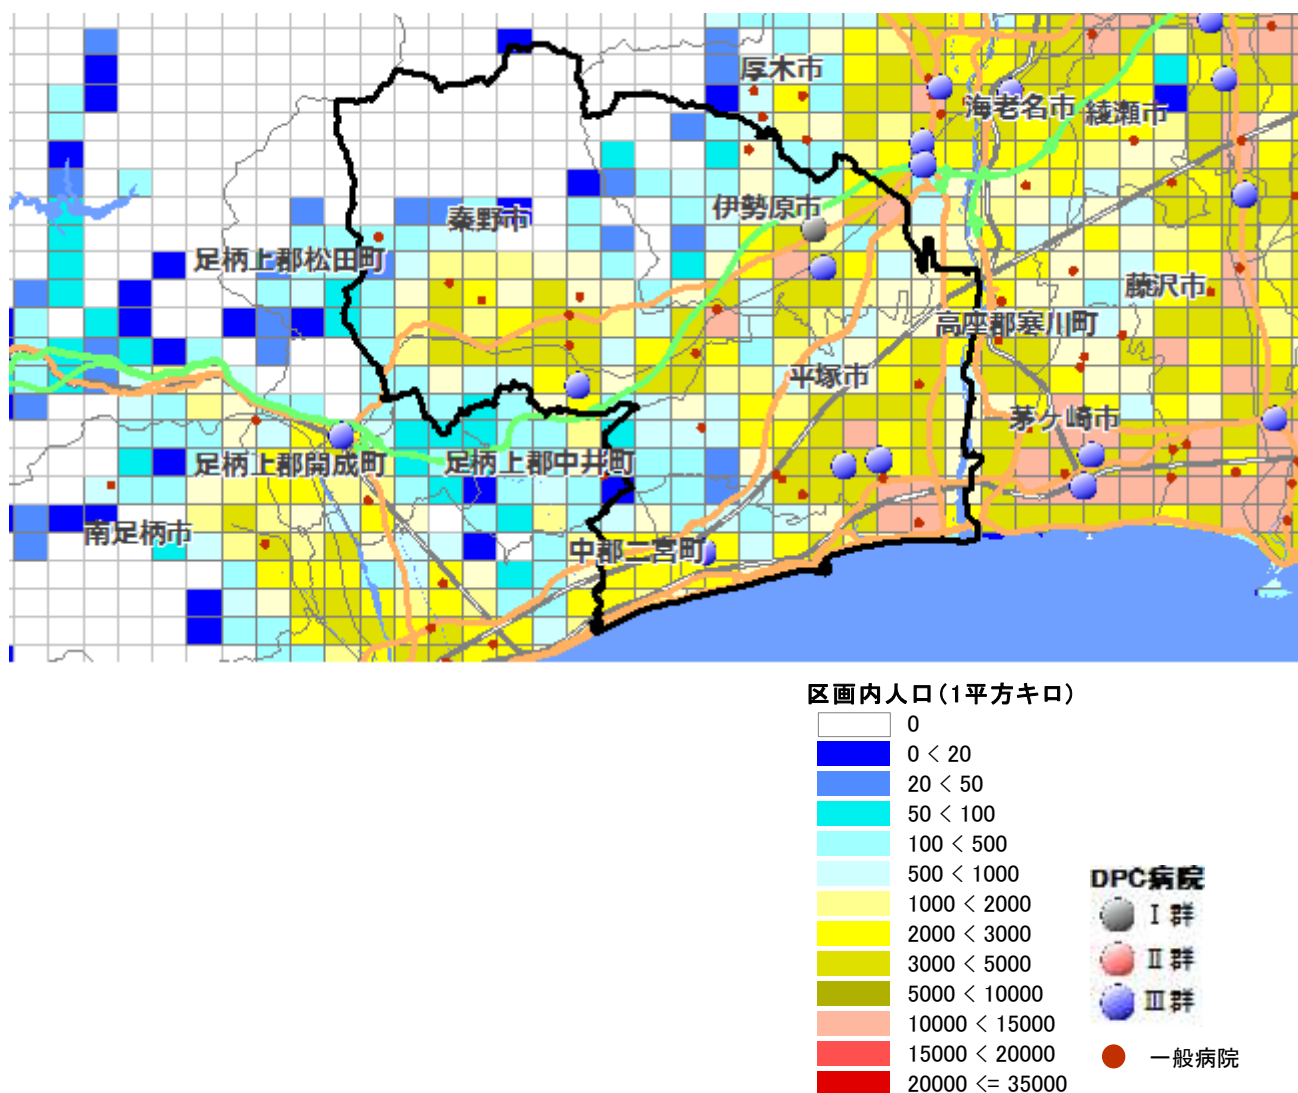 厚木市
海老名市
綾瀬市
伊勢原市
秦野市
足柄上郡松田町
藤沢市
高座郡寒川町
平塚市
茅ケ崎市
足柄上郡開成町
足柄上郡中井町
南足柄市
中郡二宮町
区画内人口(1平方キロ)
0
0 < 20
20 < 50
50 < 100
100 < 500
500 < 1000
1000 < 2000
2000 < 3000
3000 < 5000
5000 < 10000
10000 < 15000
15000 < 20000
20000 <= 35000
DPC病院
Ⅰ群
Ⅱ群
Ⅲ群
一般病院